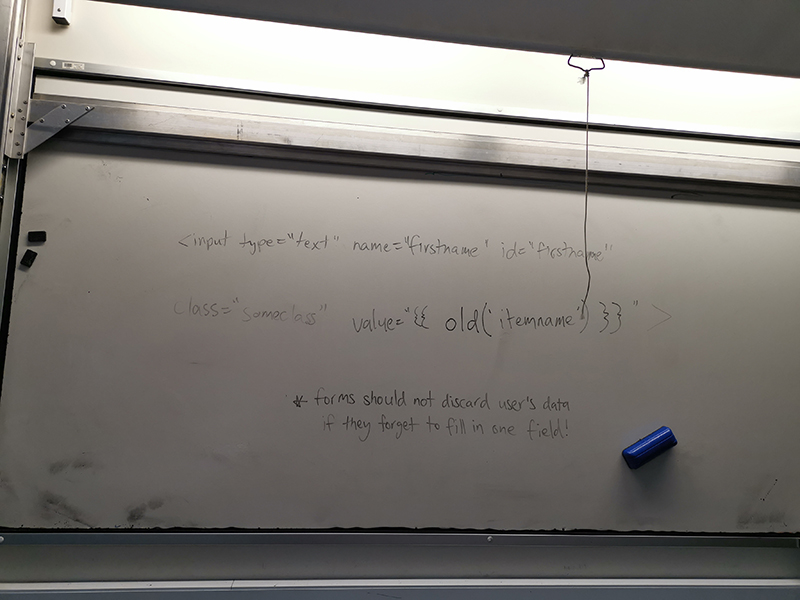 <input type="text" name="firstname" id="firstname"
class="someclass" value="{{ old('itemname') }}" >
* forms should not discard user's data
if they forget to fill in one field!